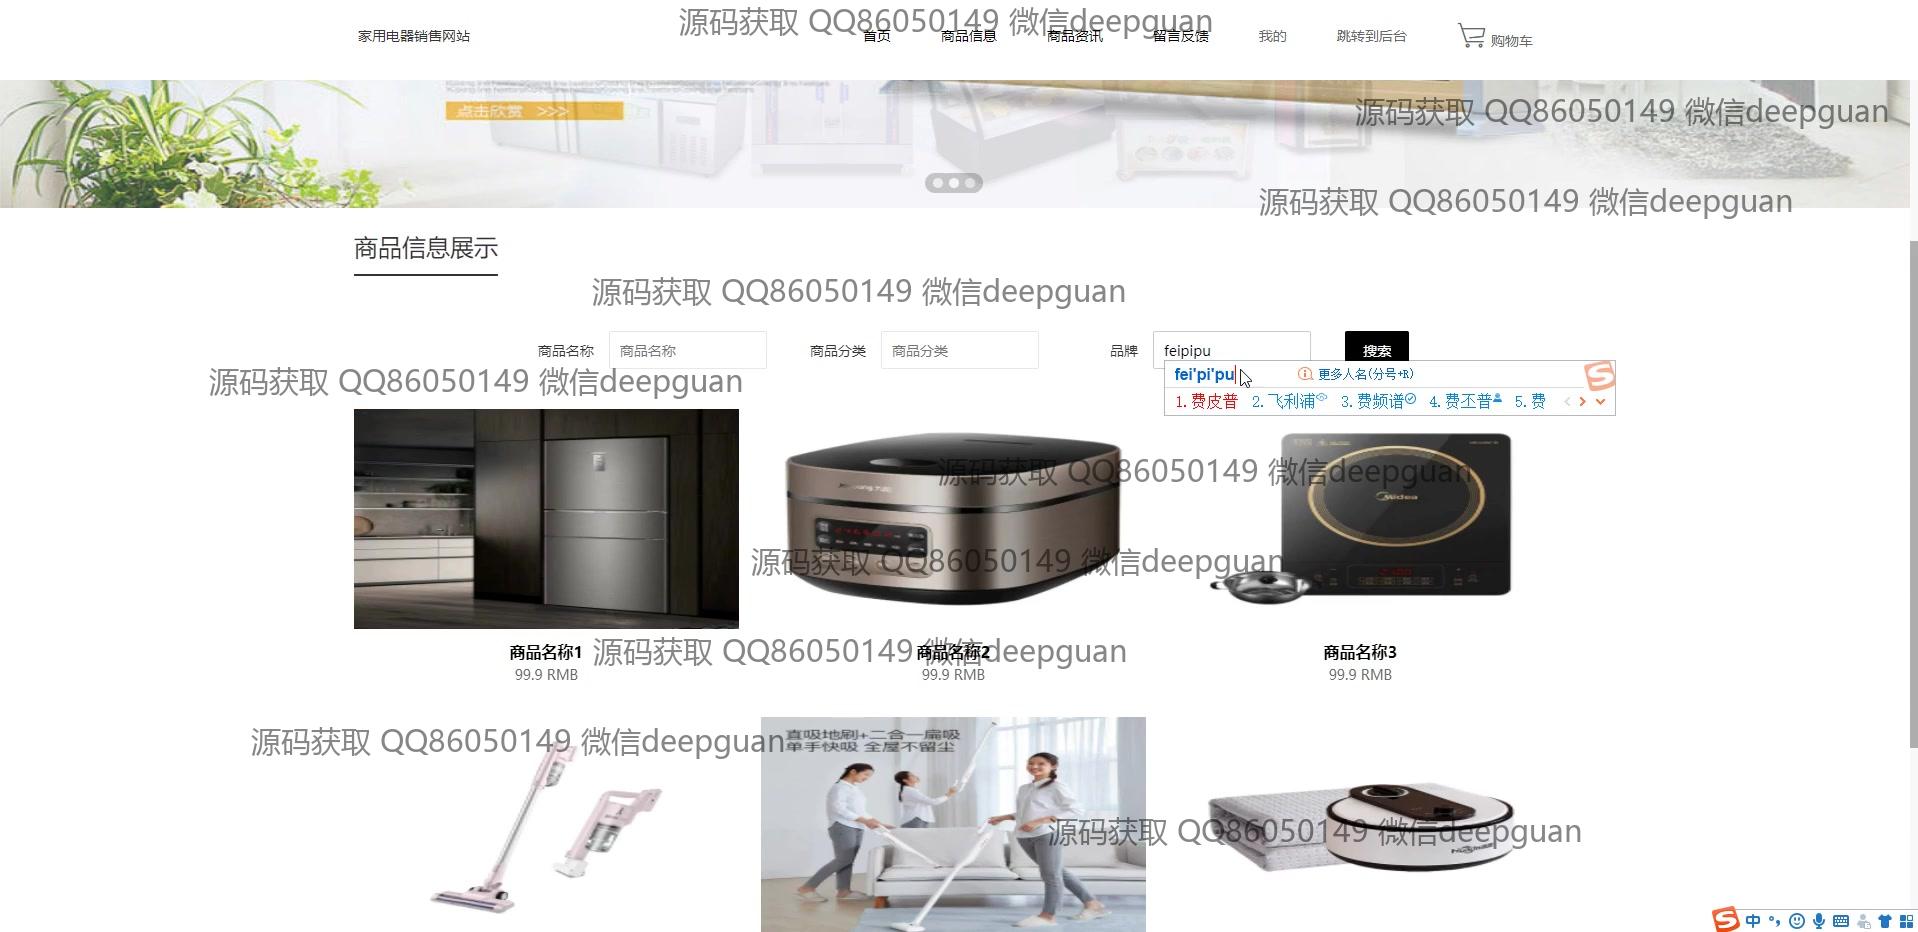 源码获取 QQ86050149 微信deepguan
家用电器销售网站
首页
商品信息
商品资讯
留言反馈
我的
跳转到后台
购物车
点击欣赏 >>>
源码获取 QQ86050149 微信deepguan
源码获取 QQ86050149 微信deepguan
商品信息展示
源码获取 QQ86050149 微信deepguan
商品名称
商品名称
商品分类
商品分类
品牌
feipipu
搜索
源码获取 QQ86050149 微信deepguan
fei'pi'pu
更多人名(分号+R)
1.费皮普 2.飞利浦 3.费频谱 4.费丕普 5.费
源码获取 QQ86050149 微信deepguan
Midea
源码获取 QQ86050149 微信deepguan
源码获取 QQ86050149 微信deepguan
商品名称1
99.9 RMB
商品名称2
99.9 RMB
商品名称3
99.9 RMB
源码获取 QQ86050149 微信deepguan
直吸地刷+二合一扁吸
单手快吸 全屋不留尘
源码获取 QQ86050149 微信deepguan
中